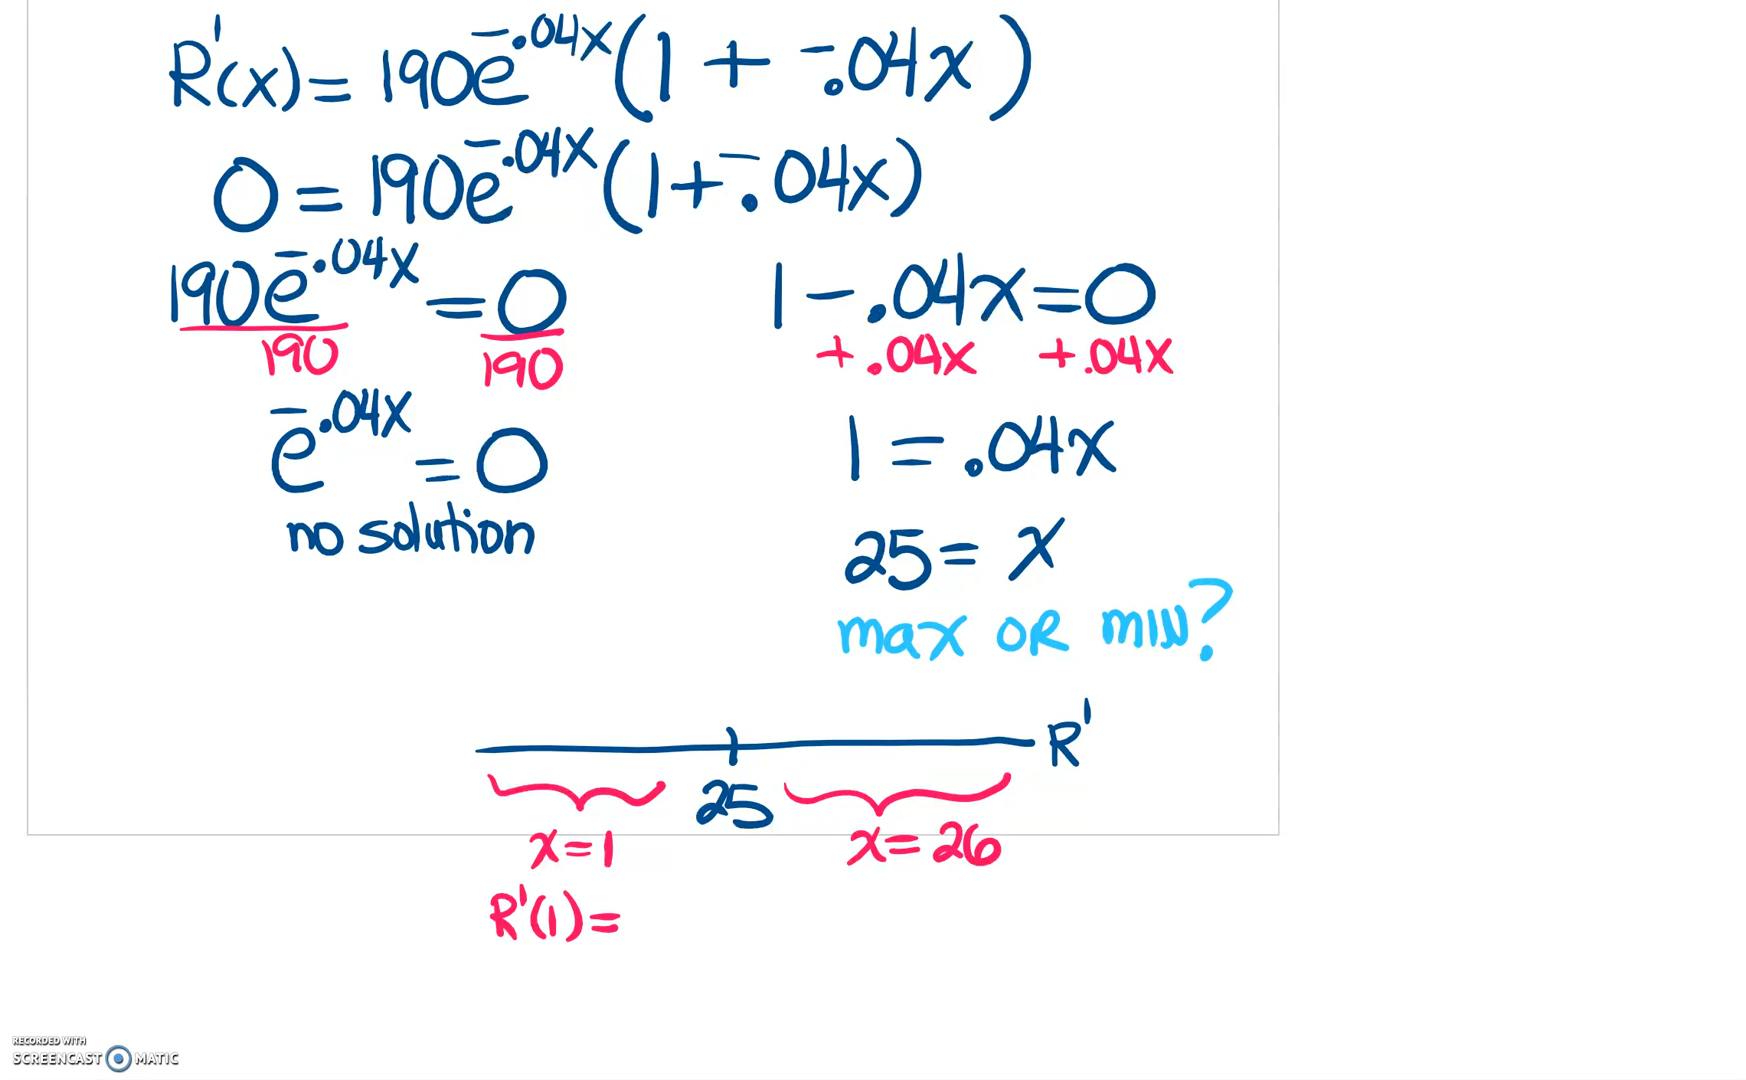 R'(x) = 190e^-.04x (1 + -.04x)
0 = 190e^-.04x (1 + -.04x)
190e^-.04x = 0
190 190
e^-.04x = 0
no solution
1 - .04x = 0
+ .04x + .04x
1 = .04x
25 = x
max OR MIN?
R'
25
x = 1
x = 26
R'(1) =
RECORDED WITH
SCREENCAST MATIC